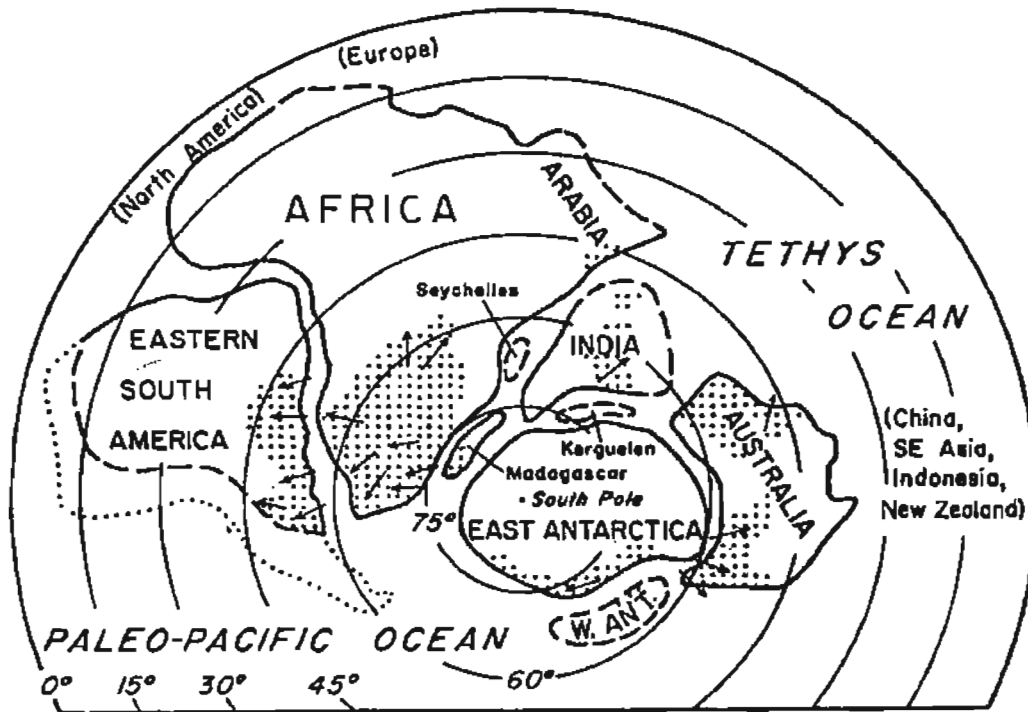 (Europe)
(North America)
AFRICA
ARABIA
TETHYS
OCEAN
Seychelles
EASTERN
SOUTH
AMERICA
INDIA
AUSTRALIA
(China,
SE Asia,
Indonesia,
New Zealand)
Kerguelen
Madagascar
South Pole
75°
EAST ANTARCTICA
W. ANT.
PALEO-PACIFIC OCEAN
0° 15° 30° 45° 60°